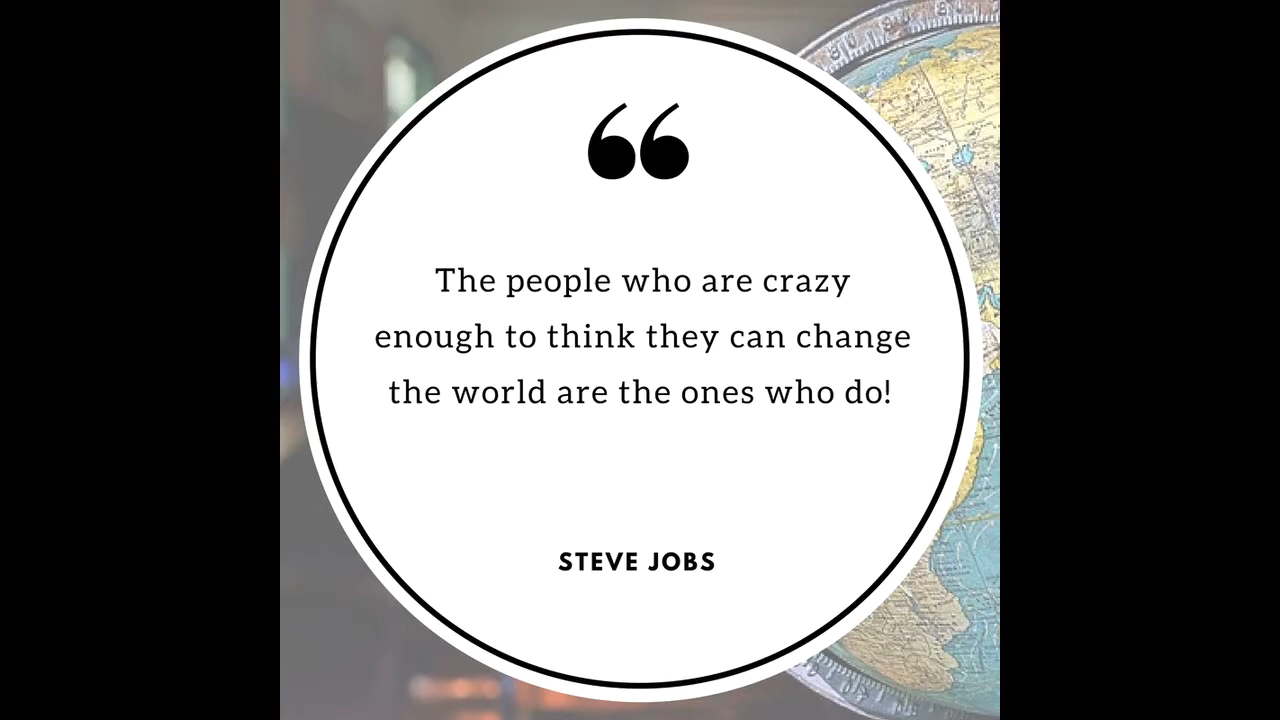 “
The people who are crazy
enough to think they can change
the world are the ones who do!
STEVE JOBS